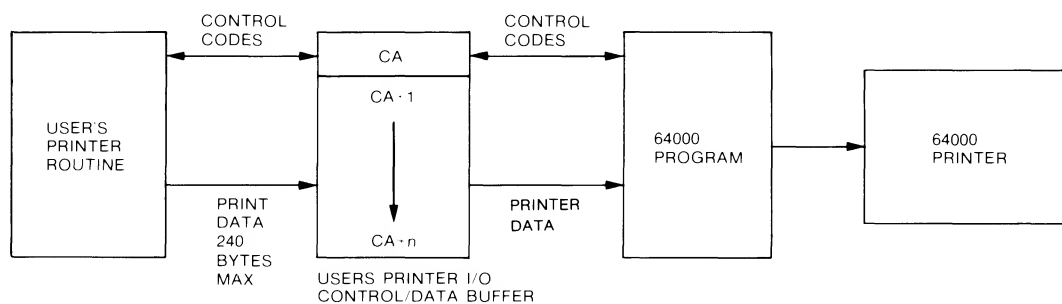 CONTROL
CODES
CONTROL
CODES
CA
CA + 1
USER'S
PRINTER
ROUTINE
64000
PROGRAM
64000
PRINTER
PRINT
DATA
240
BYTES
MAX
PRINTER
DATA
CA+n
USERS PRINTER I/O
CONTROL/DATA BUFFER